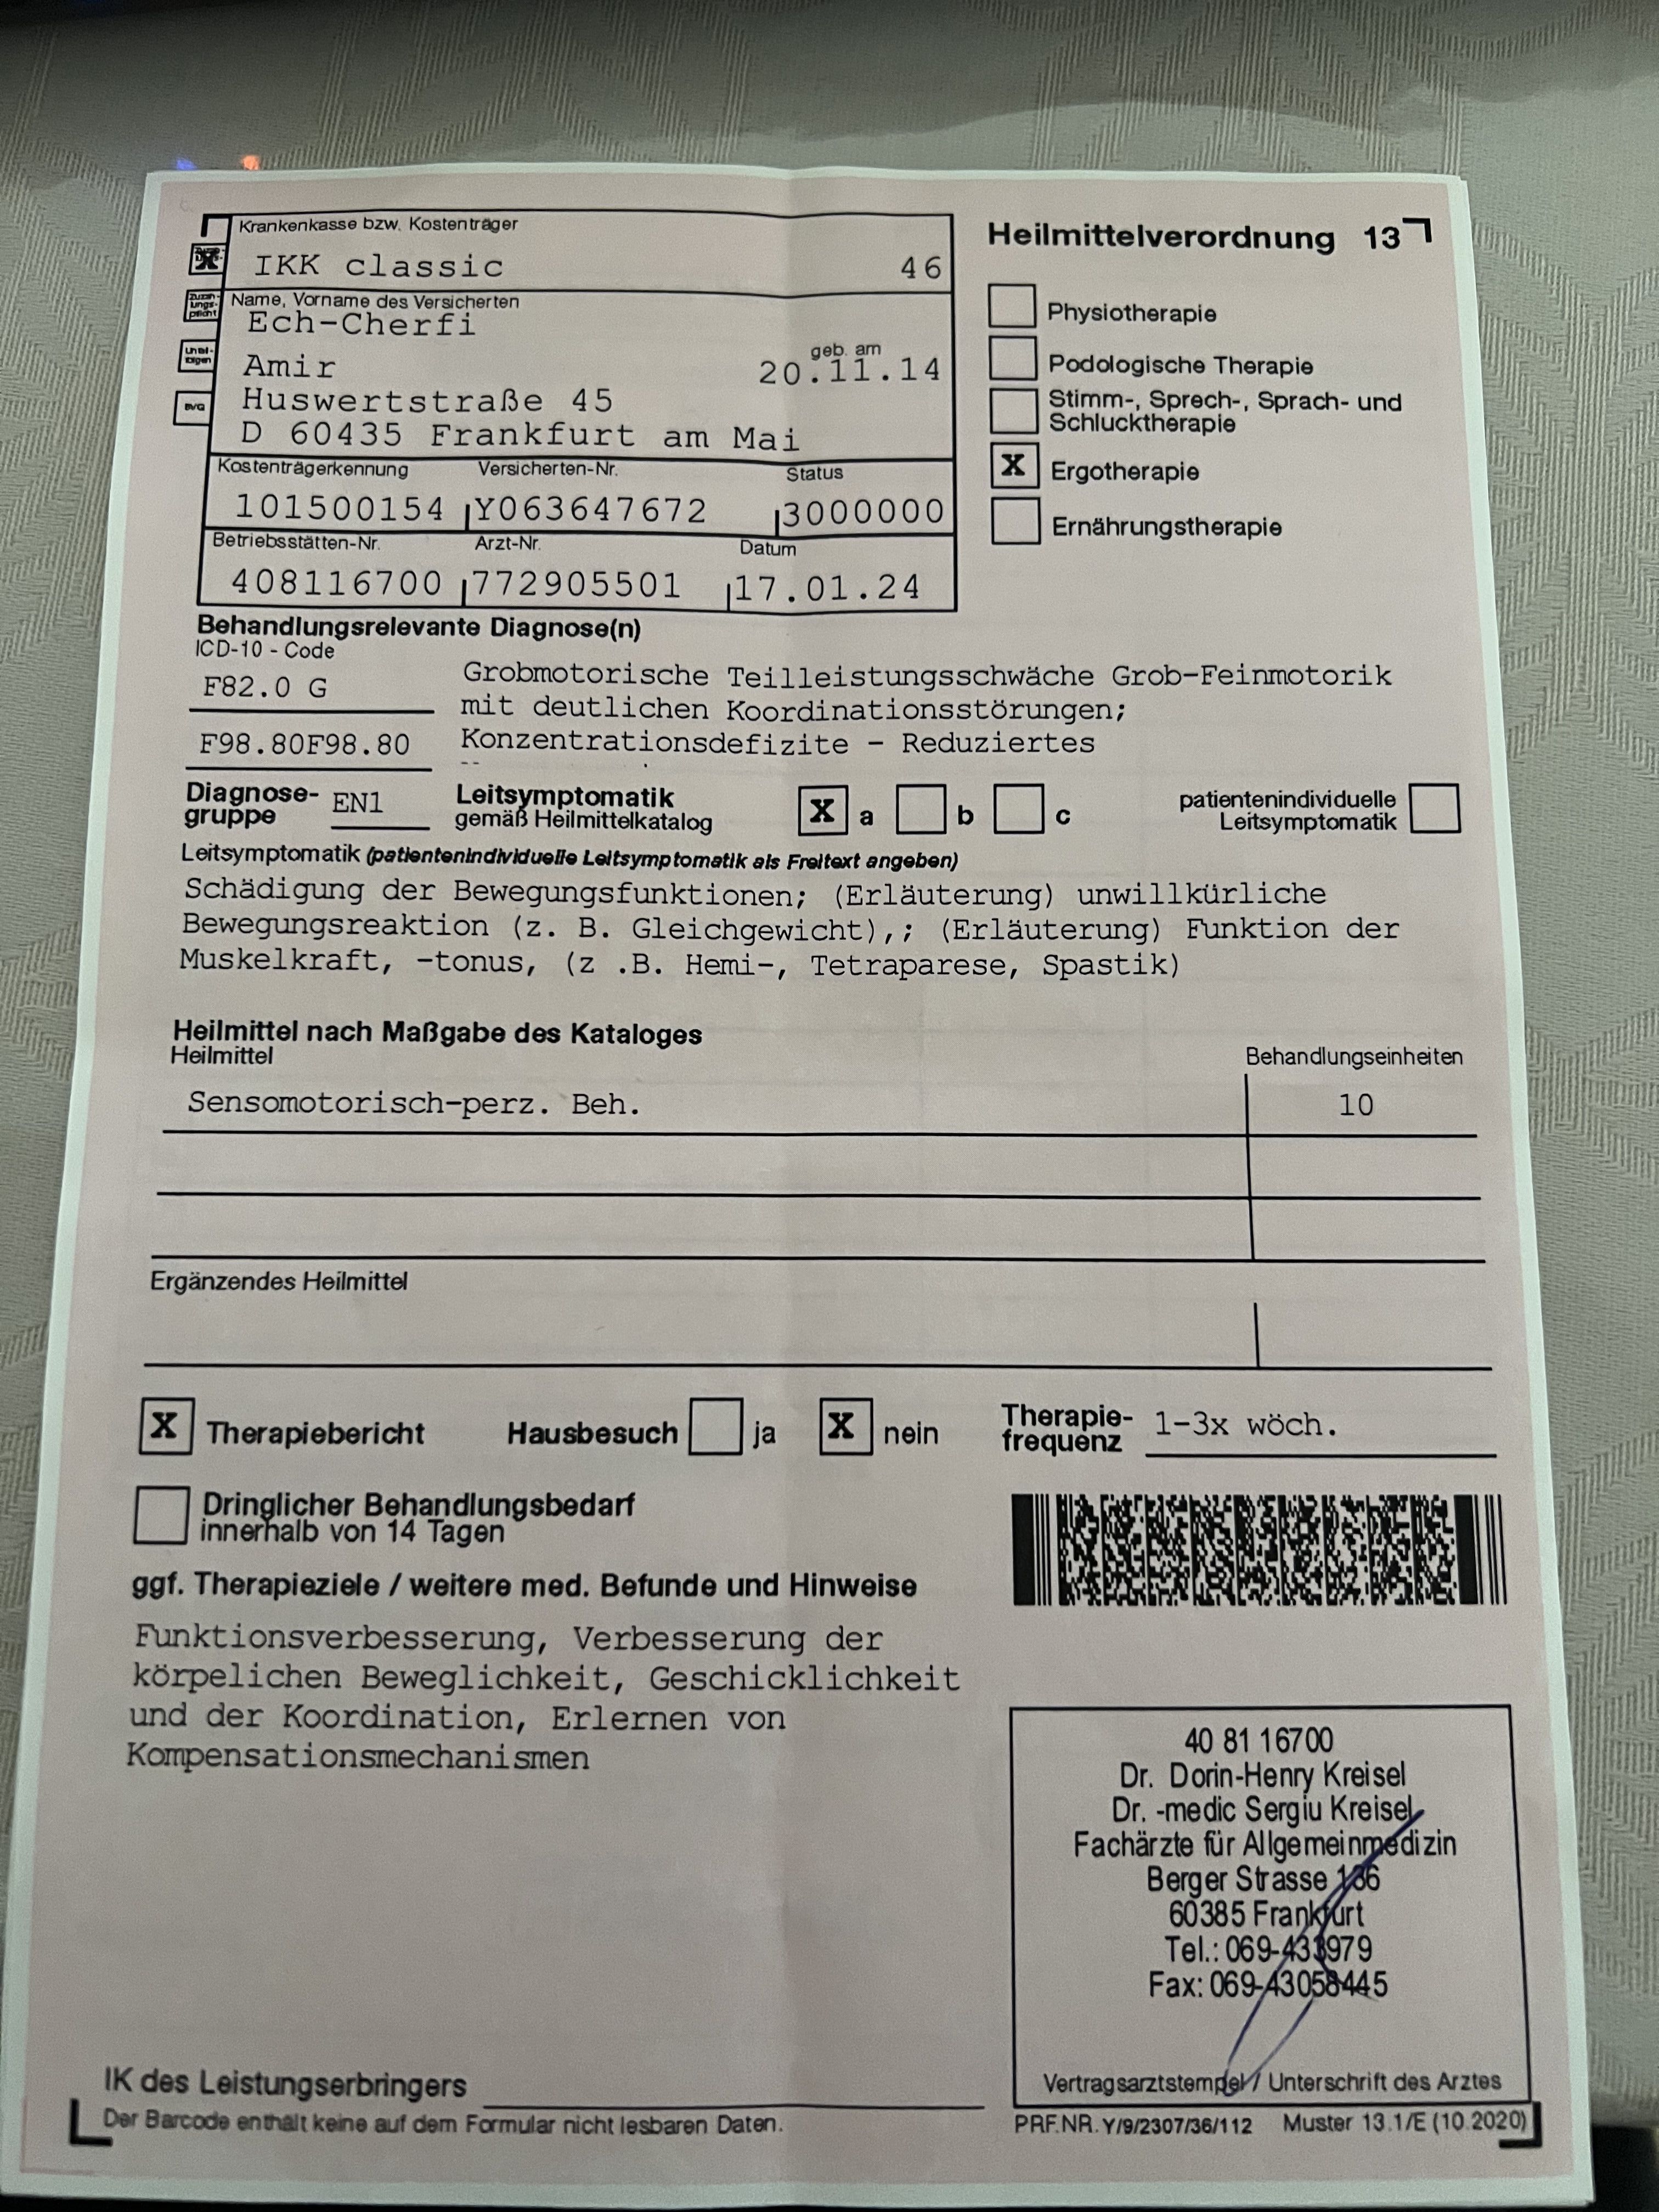 Krankenkasse bzw. Kostenträger
IKK classic 46
Heilmittelverordnung 13
Zuzah-
lungs-
pflicht
Name, Vorname des Versicherten
Ech-Cherfi
Amir
geb. am
20.11.14
Huswertstraße 45
D 60435 Frankfurt am Mai
BVG
X
Physiotherapie
Podologische Therapie
Stimm-, Sprech-, Sprach- und
Schlucktherapie
X Ergotherapie
Ernährungstherapie
Kostenträgerkennung Versicherten-Nr. Status
101500154 Y063647672 3000000
Betriebsstätten-Nr. Arzt-Nr. Datum
408116700 772905501 17.01.24
Behandlungsrelevante Diagnose(n)
ICD-10 - Code
F82.0 G
F98.80F98.80
Grobmotorische Teilleistungsschwäche Grob-Feinmotorik
mit deutlichen Koordinationsstörungen;
Konzentrationsdefizite - Reduziertes
Diagnose-
gruppe EN1
Leitsymptomatik
gemäß Heilmittelkatalog
X a b c
patientenindividuelle
Leitsymptomatik
Leitsymptomatik (patientenindividuelle Leitsymptomatik als Freitext angeben)
Schädigung der Bewegungsfunktionen; (Erläuterung) unwillkürliche
Bewegungsreaktion (z. B. Gleichgewicht),; (Erläuterung) Funktion der
Muskelkraft, -tonus, (z .B. Hemi-, Tetraparese, Spastik)
Heilmittel nach Maßgabe des Kataloges
Heilmittel Behandlungseinheiten
Sensomotorisch-perz. Beh. 10
Ergänzendes Heilmittel
X Therapiebericht Hausbesuch ja X nein
Therapie-
frequenz 1-3x wöch.
Dringlicher Behandlungsbedarf
innerhalb von 14 Tagen
ggf. Therapieziele / weitere med. Befunde und Hinweise
Funktionsverbesserung, Verbesserung der
körpelichen Beweglichkeit, Geschicklichkeit
und der Koordination, Erlernen von
Kompensationsmechanismen
40 81 16700
Dr. Dorin-Henry Kreisel
Dr. -medic Sergiu Kreisel
Fachärzte für Allgemeinmedizin
Berger Strasse
60385 Frankfurt
Tel.:
Fax: 069-43058445
Vertragsarztstempel / Unterschrift des Arztes
IK des Leistungserbringers
Der Barcode enthält keine auf dem Formular nicht lesbaren Daten.
PRF.NR. Y/9/2307/36/112 Muster 13.1/E (10.2020)